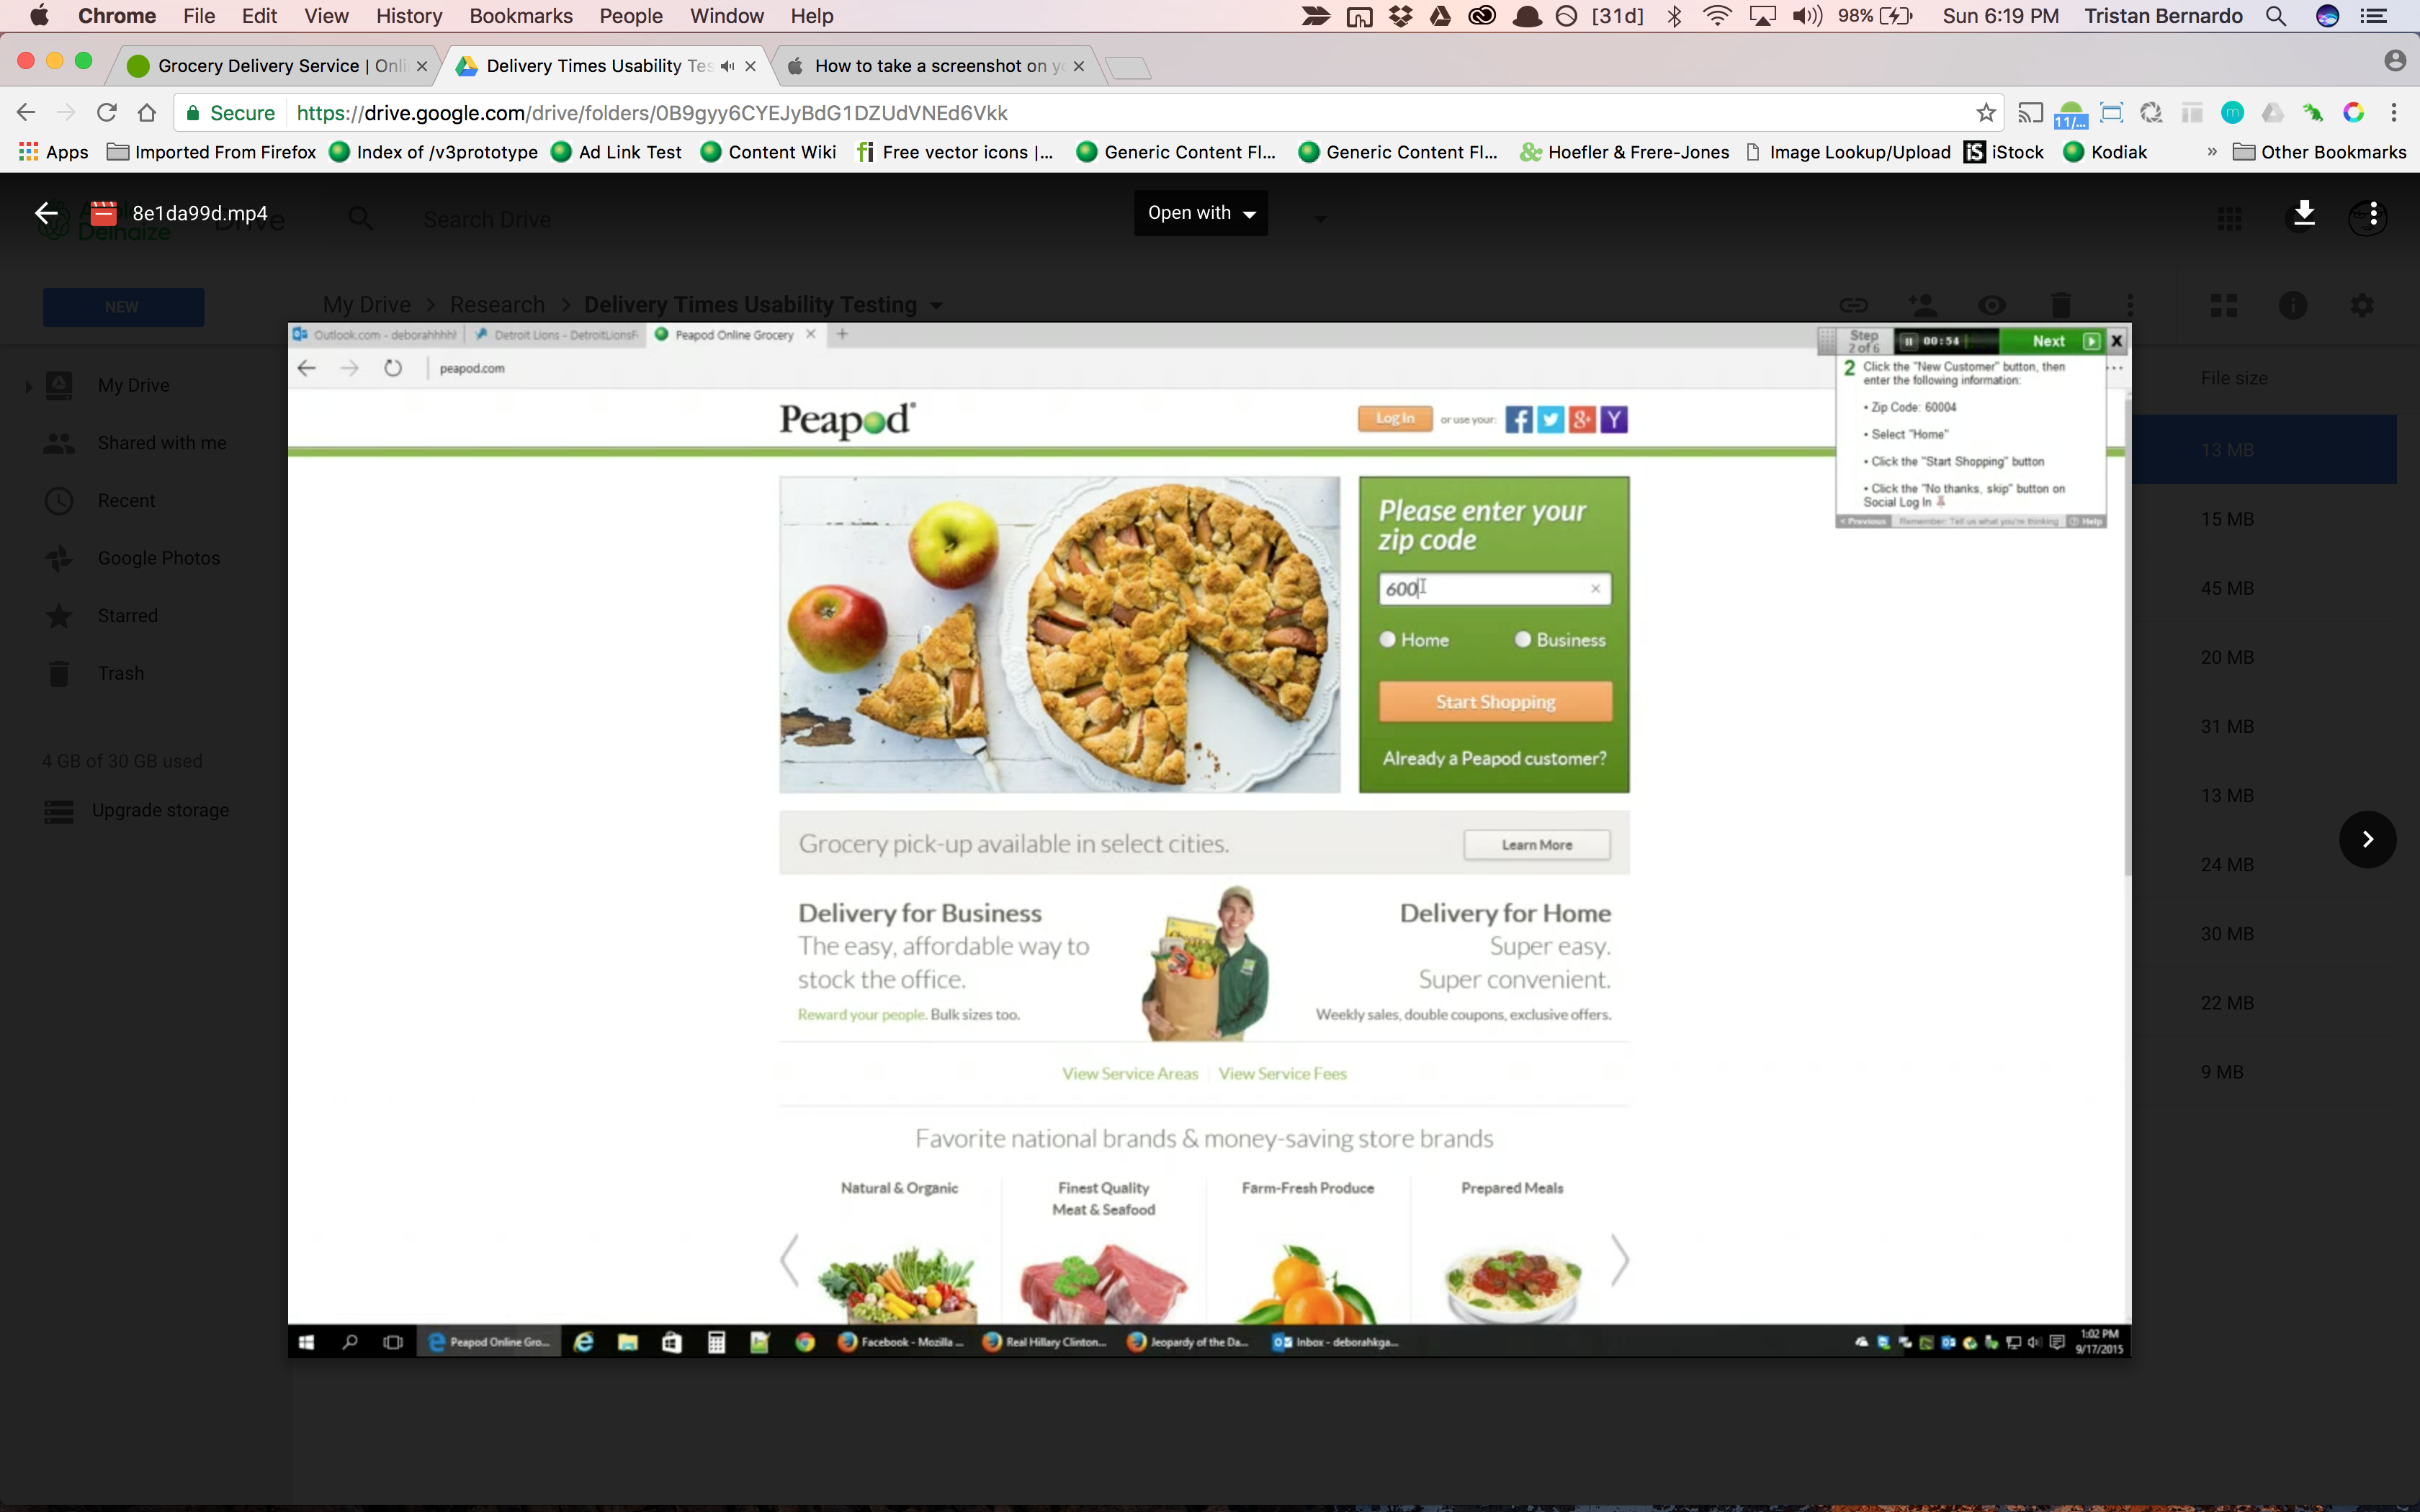 Chrome File Edit View History Bookmarks People Window Help
[31d] 98% Sun 6:19 PM Tristan Bernardo
Grocery Delivery Service | Onli
Delivery Times Usability Tes
How to take a screenshot on yo
Secure https://drive.google.com/drive/folders/0B9gyy6CYEJyBdG1DZUdVNEd6Vkk
11/...
Apps Imported From Firefox Index of /v3prototype Ad Link Test Content Wiki Free vector icons |... Generic Content Fl... Generic Content Fl... Hoefler & Frere-Jones Image Lookup/Upload iStock Kodiak » Other Bookmarks
8e1da99d.mp4
Open with
Delhaize Drive
Search Drive
NEW
My Drive > Research > Delivery Times Usability Testing
My Drive
Shared with me
Recent
Google Photos
Starred
Trash
4 GB of 30 GB used
Upgrade storage
File size
13 MB
15 MB
45 MB
20 MB
31 MB
13 MB
24 MB
30 MB
22 MB
9 MB
Outlook.com - deborahhhh!
Detroit Lions - DetroitLionsF
Peapod Online Grocery
peapod.com
Step
2 of 6
00:54
Next
X
2 Click the "New Customer" button, then
enter the following information:
• Zip Code: 60004
• Select "Home"
• Click the "Start Shopping" button
• Click the "No thanks, skip" button on
Social Log In
< Previous Remember: Tell us what you're thinking Help
Peapod
Log In or use your:
Please enter your
zip code
600
Home Business
Start Shopping
Already a Peapod customer?
Grocery pick-up available in select cities.
Learn More
Delivery for Business
The easy, affordable way to
stock the office.
Reward your people. Bulk sizes too.
Delivery for Home
Super easy.
Super convenient.
Weekly sales, double coupons, exclusive offers.
View Service Areas View Service Fees
Favorite national brands & money-saving store brands
Natural & Organic
Finest Quality
Meat & Seafood
Farm-Fresh Produce
Prepared Meals
Peapod Online Gro...
Facebook - Mozilla ...
Real Hillary Clinton...
Jeopardy of the Da...
Inbox - deborahkga...
1:02 PM
9/17/2015